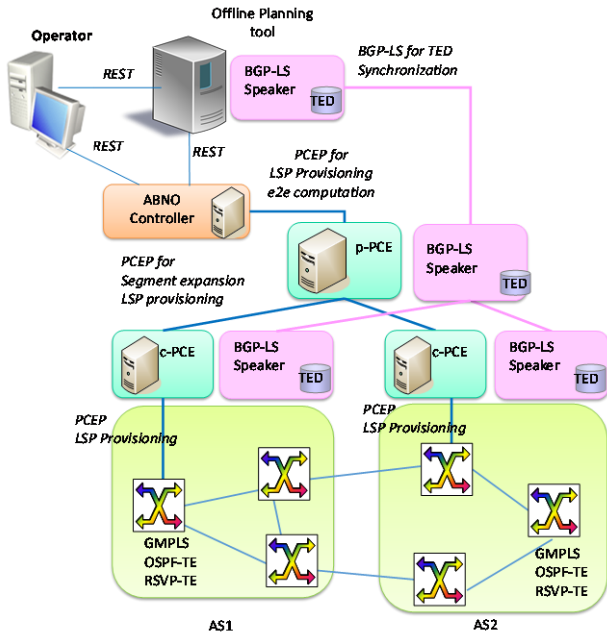 Offline Planning
tool
Operator
REST
BGP-LS
Speaker
TED
BGP-LS for TED
Synchronization
REST
REST
ABNO
Controller
PCEP for
LSP Provisioning
e2e computation
PCEP for
Segment expansion
LSP provisioning
p-PCE
BGP-LS
Speaker
TED
c-PCE
BGP-LS
Speaker
TED
c-PCE
BGP-LS
Speaker
TED
PCEP
LSP Provisioning
PCEP
LSP Provisioning
GMPLS
OSPF-TE
RSVP-TE
GMPLS
OSPF-TE
RSVP-TE
AS1
AS2